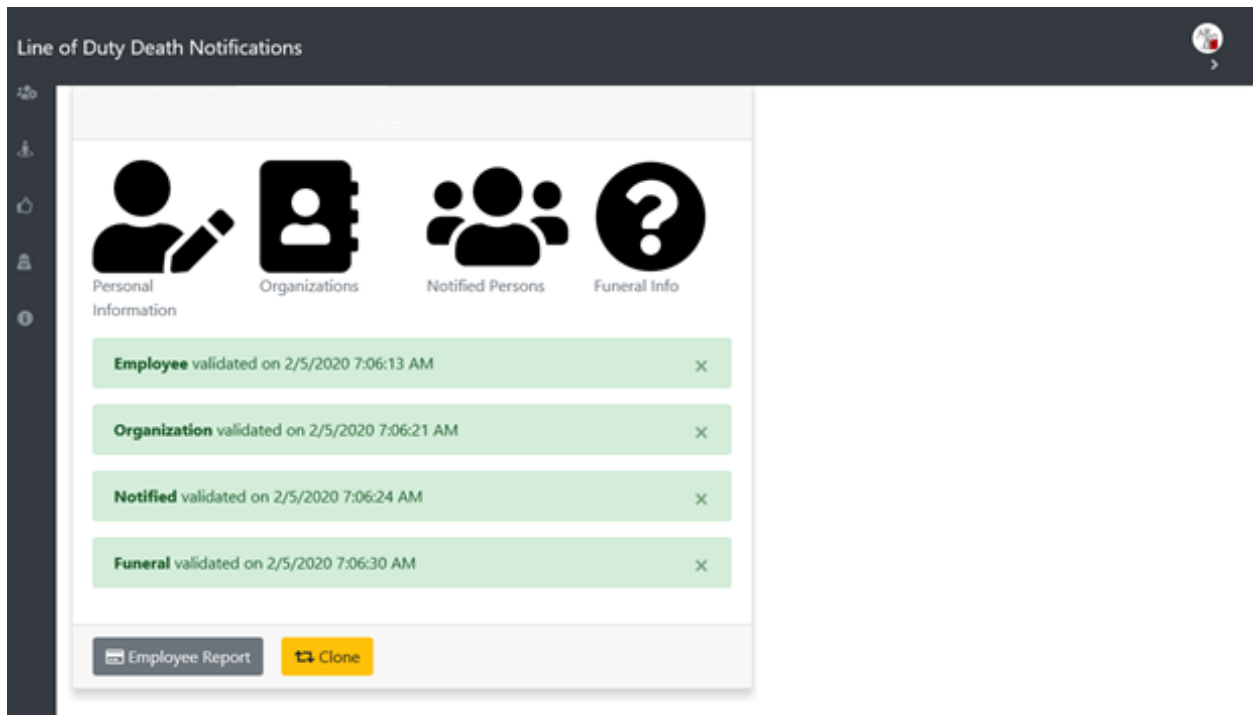 Line of Duty Death Notifications
Personal Information
Organizations
Notified Persons
Funeral Info
Employee validated on 2/5/2020 7:06:13 AM
×
Organization validated on 2/5/2020 7:06:21 AM
×
Notified validated on 2/5/2020 7:06:24 AM
×
Funeral validated on 2/5/2020 7:06:30 AM
×
Employee Report
Clone